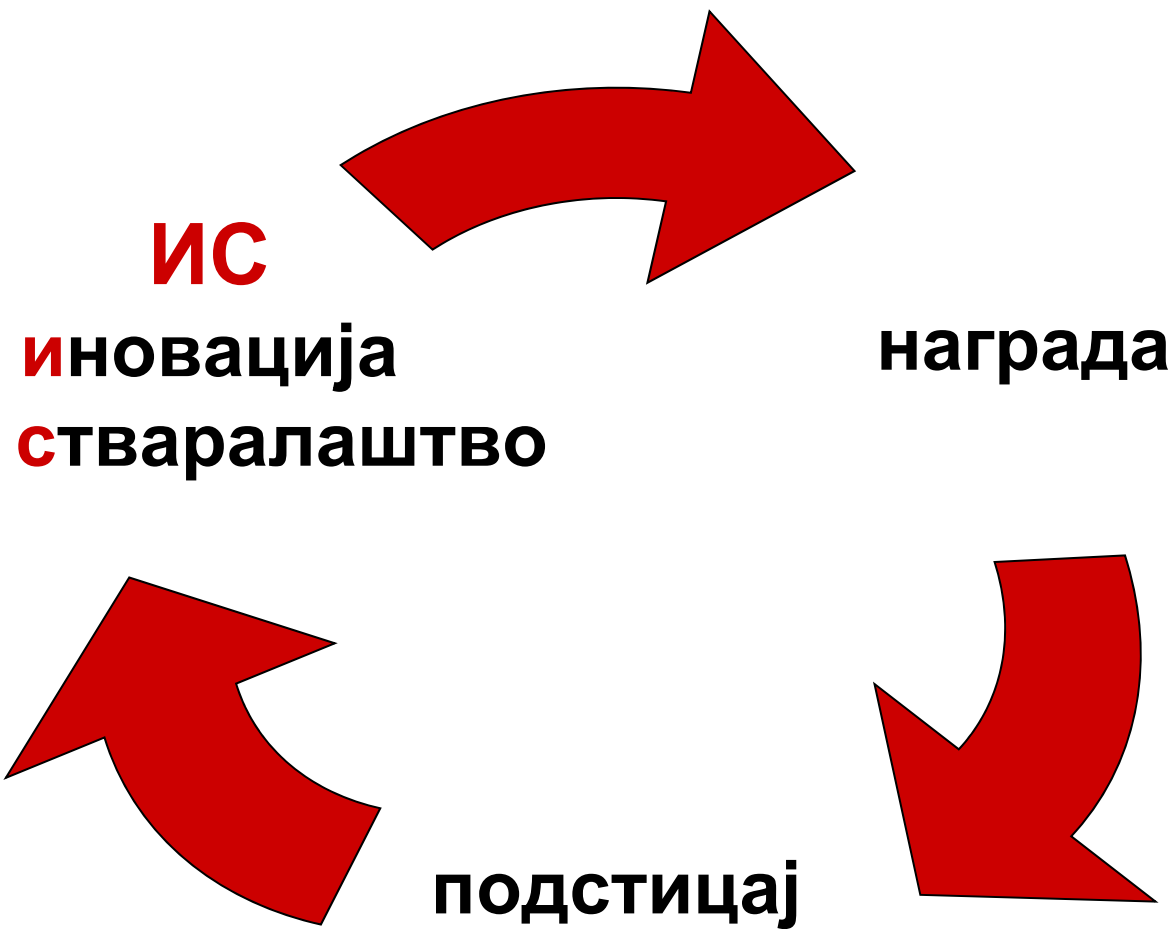 ИС
иновација
стваралаштво
награда
подстицај